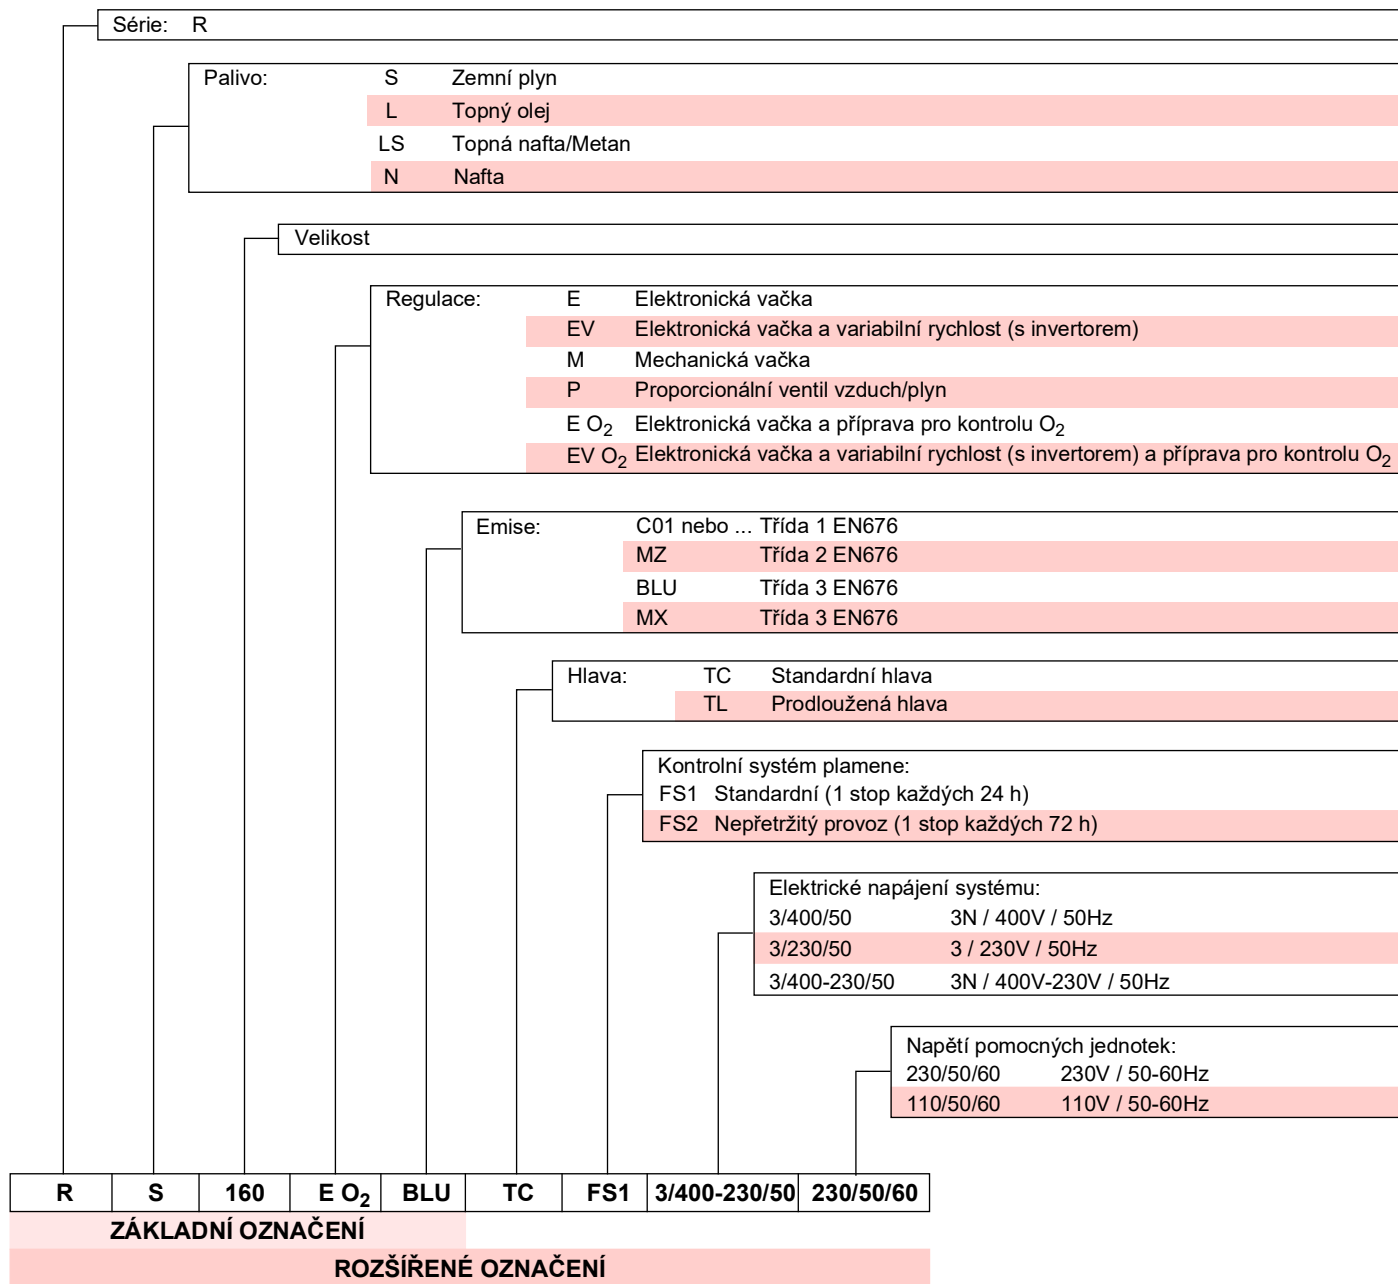 Série: R
Palivo: S Zemní plyn
L Topný olej
LS Topná nafta/Metan
N Nafta
Velikost
Regulace: E Elektronická vačka
EV Elektronická vačka a variabilní rychlost (s invertorem)
M Mechanická vačka
P Proporcionální ventil vzduch/plyn
E O2 Elektronická vačka a příprava pro kontrolu O2
EV O2 Elektronická vačka a variabilní rychlost (s invertorem) a příprava pro kontrolu O2
Emise: C01 nebo ... Třída 1 EN676
MZ Třída 2 EN676
BLU Třída 3 EN676
MX Třída 3 EN676
Hlava: TC Standardní hlava
TL Prodloužená hlava
Kontrolní systém plamene:
FS1 Standardní (1 stop každých 24 h)
FS2 Nepřetržitý provoz (1 stop každých 72 h)
Elektrické napájení systému:
3/400/50 3N / 400V / 50Hz
3/230/50 3 / 230V / 50Hz
3/400-230/50 3N / 400V-230V / 50Hz
Napětí pomocných jednotek:
230/50/60 230V / 50-60Hz
110/50/60 110V / 50-60Hz
R S 160 E O2 BLU TC FS1 3/400-230/50 230/50/60
ZÁKLADNÍ OZNAČENÍ
ROZŠÍŘENÉ OZNAČENÍ